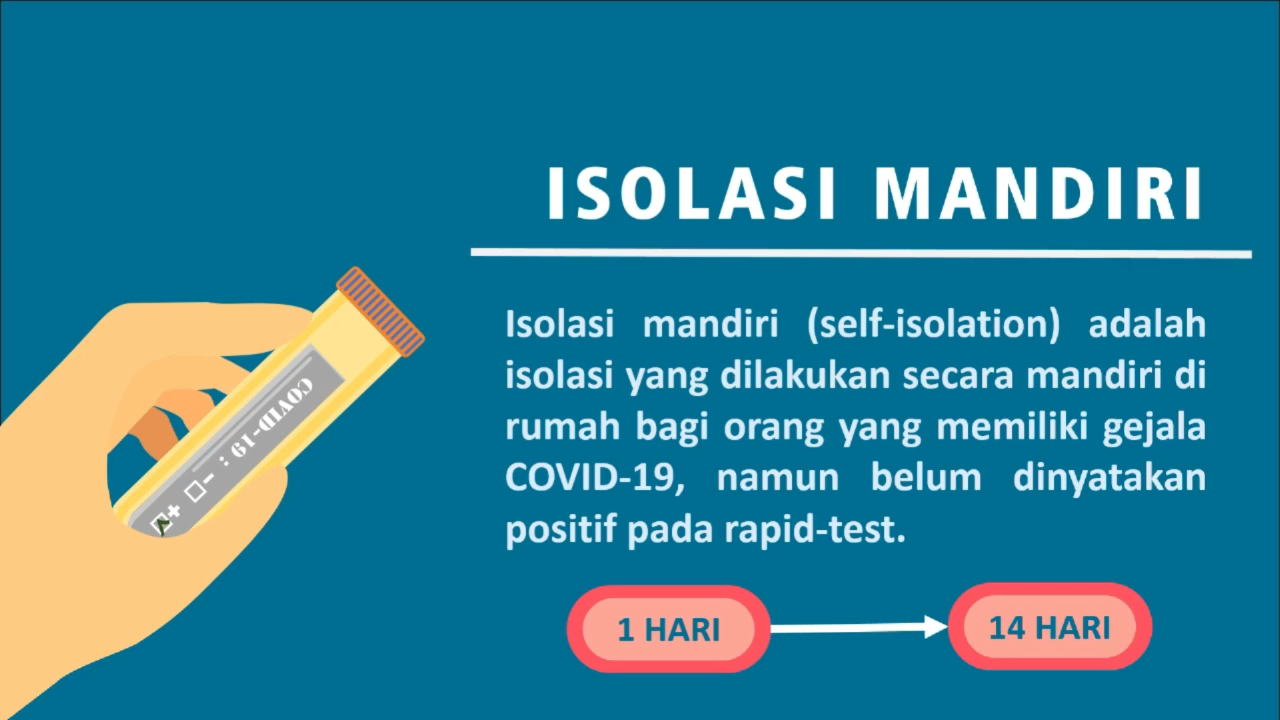 ISOLASI MANDIRI
Isolasi mandiri (self-isolation) adalah
isolasi yang dilakukan secara mandiri di
rumah bagi orang yang memiliki gejala
COVID-19, namun belum dinyatakan
positif pada rapid-test.
1 HARI
14 HARI
COVID-19 :
-
+